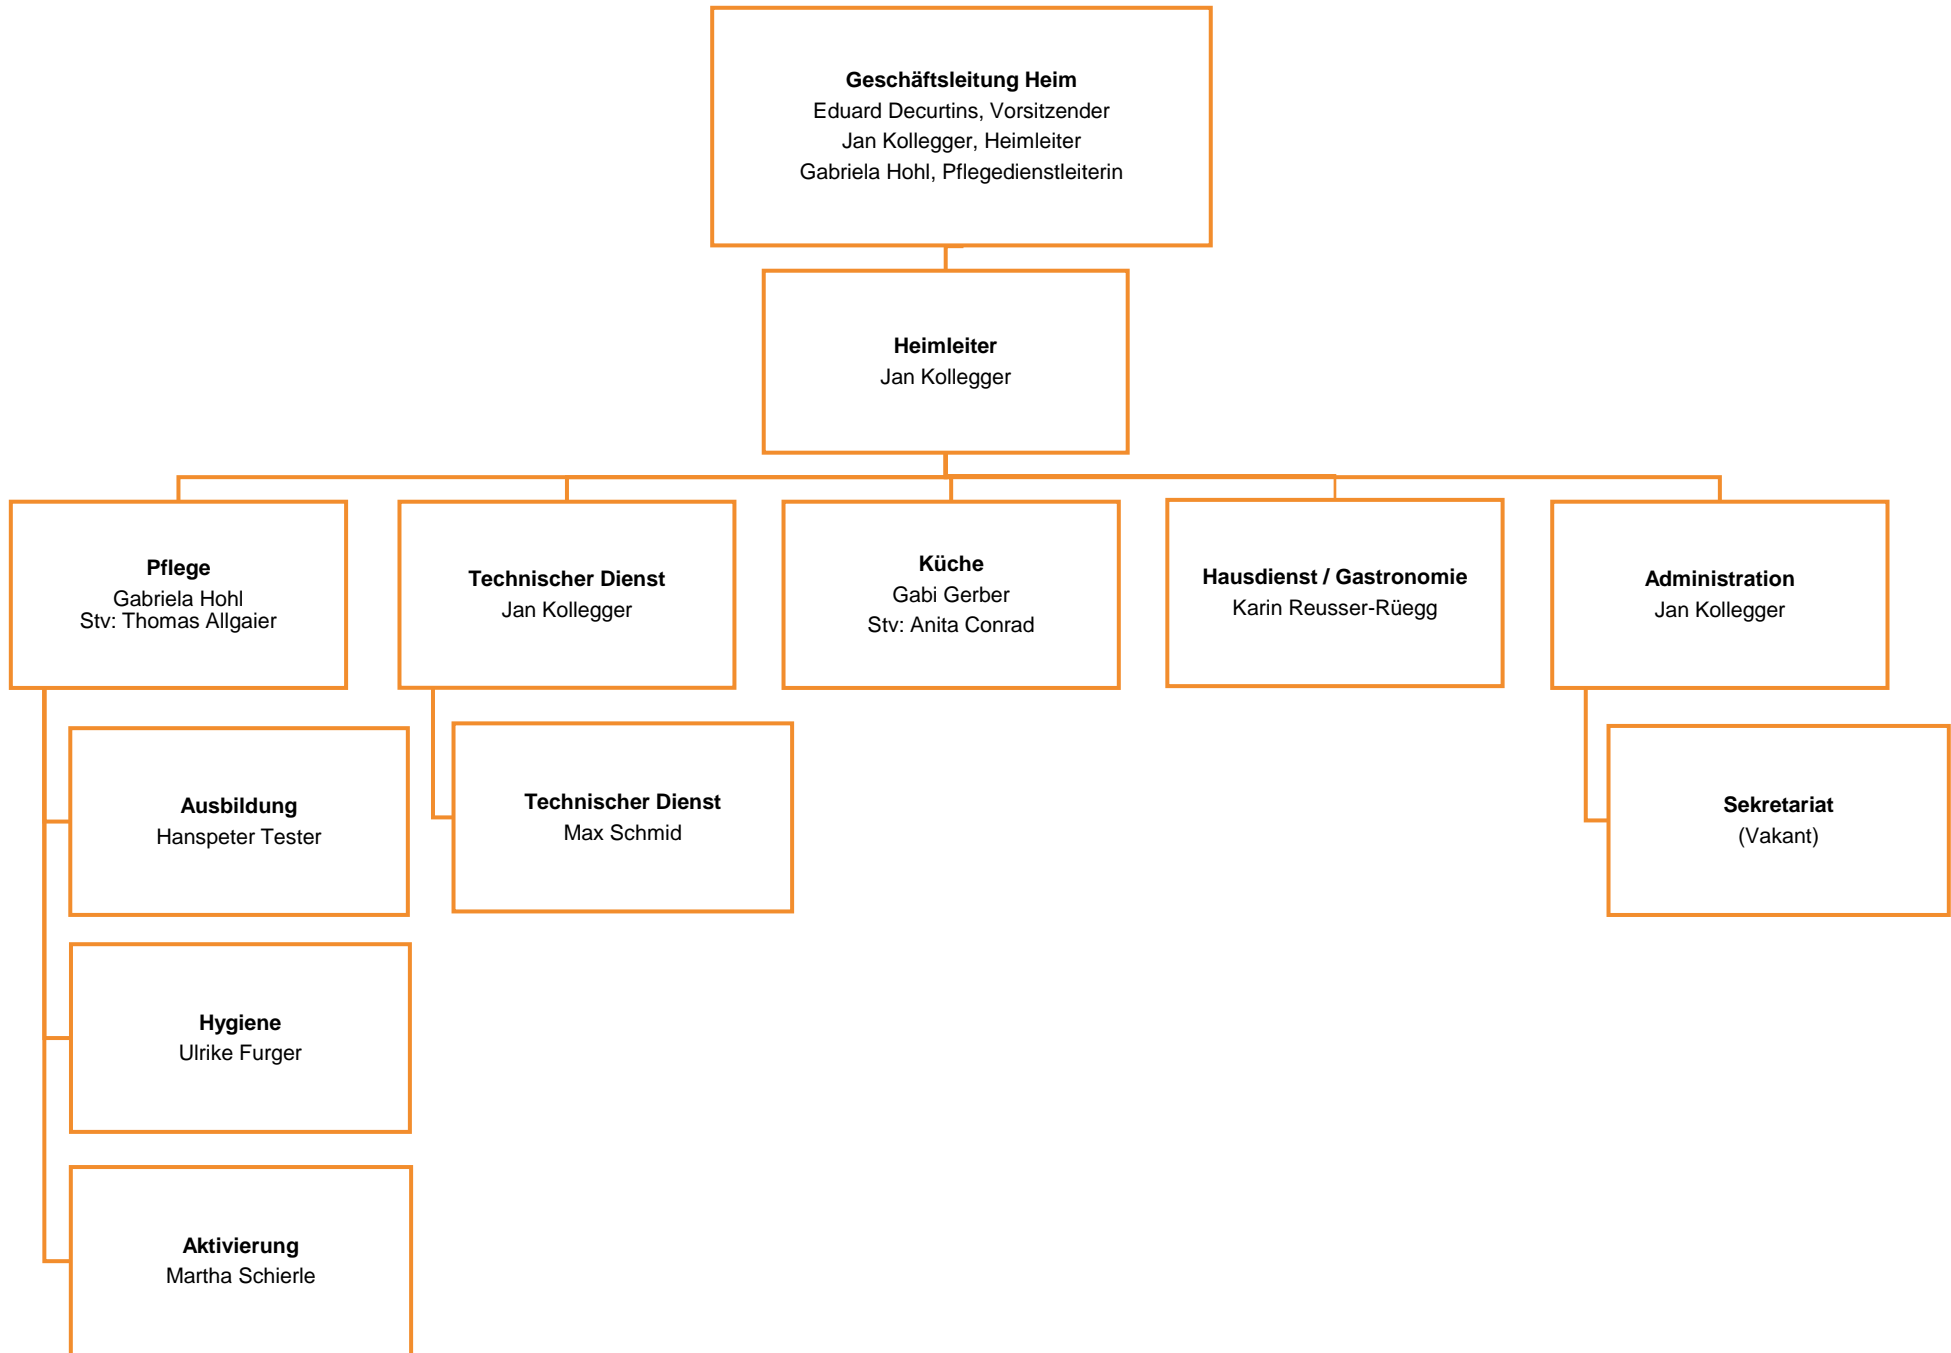 Geschäftsleitung Heim
Eduard Decurtins, Vorsitzender
Jan Kollegger, Heimleiter
Gabriela Hohl, Pflegedienstleiterin
Heimleiter
Jan Kollegger
Pflege
Gabriela Hohl
Stv: Thomas Allgaier
Technischer Dienst
Jan Kollegger
Küche
Gabi Gerber
Stv: Anita Conrad
Hausdienst / Gastronomie
Karin Reusser-Rüegg
Administration
Jan Kollegger
Ausbildung
Hanspeter Tester
Technischer Dienst
Max Schmid
Sekretariat
(Vakant)
Hygiene
Ulrike Furger
Aktivierung
Martha Schierle